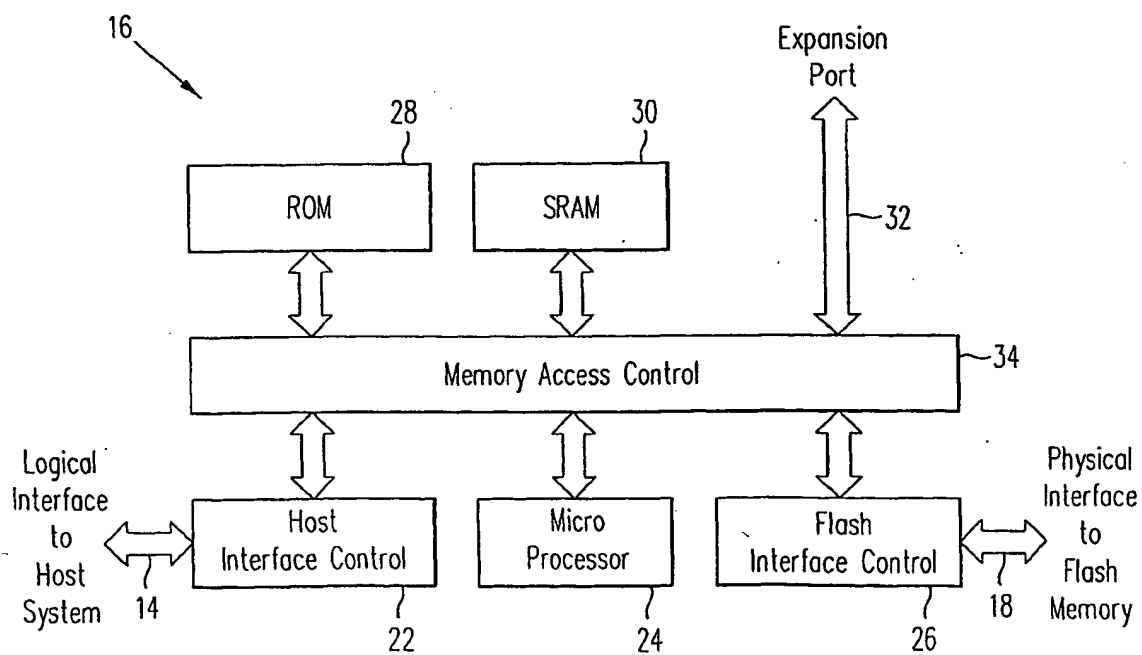 16
Expansion
Port
28
30
ROM
SRAM
32
Memory Access Control
34
Logical
Interface
to
Host
System
14
Host
Interface Control
22
Micro
Processor
24
Flash
Interface Control
26
18
Physical
Interface
to
Flash
Memory